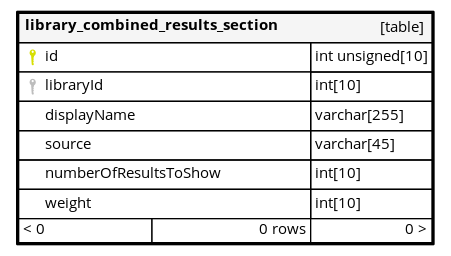 library_combined_results_section [table]
id int unsigned[10]
libraryId int[10]
displayName varchar[255]
source varchar[45]
numberOfResultsToShow int[10]
weight int[10]
< 0 0 rows 0 >